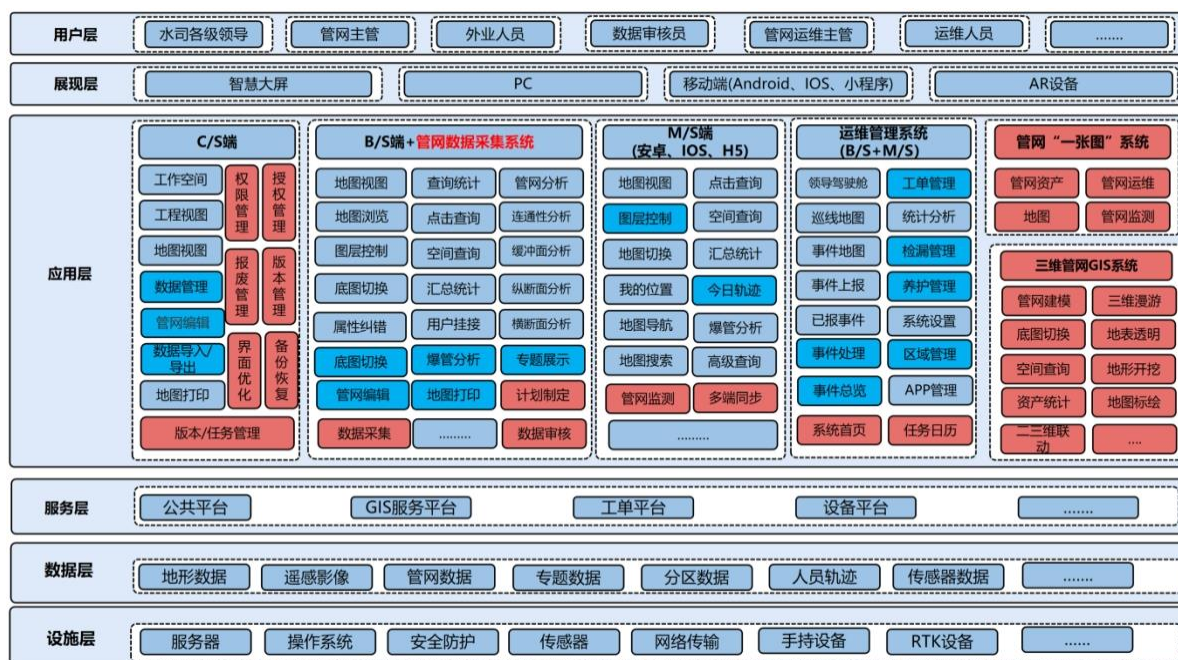 用户层
水司各级领导
管网主管
外业人员
数据审核员
管网运维主管
运维人员
.......
展现层
智慧大屏
PC
移动端(Android、IOS、小程序)
AR设备
应用层
C/S端
工作空间
工程视图
地图视图
数据管理
管网编辑
数据导入/
导出
地图打印
权限管理
授权管理
报废管理
版本管理
界面优化
备份恢复
版本/任务管理
B/S端+管网数据采集系统
地图视图
查询统计
管网分析
地图浏览
点击查询
连通性分析
图层控制
空间查询
缓冲面分析
底图切换
汇总统计
纵断面分析
属性纠错
用户挂接
横断面分析
底图切换
爆管分析
专题展示
管网编辑
地图打印
计划制定
数据采集
.........
数据审核
M/S端
(安卓、IOS、H5)
地图视图
点击查询
图层控制
空间查询
地图切换
汇总统计
我的位置
今日轨迹
地图导航
爆管分析
地图搜索
高级查询
管网监测
多端同步
.........
运维管理系统
(B/S+M/S)
领导驾驶舱
工单管理
巡线地图
统计分析
事件地图
检漏管理
事件上报
养护管理
已报事件
系统设置
事件处理
区域管理
事件总览
APP管理
系统首页
任务日历
管网“一张图”系统
管网资产
管网运维
地图
管网监测
三维管网GIS系统
管网建模
三维漫游
底图切换
地表透明
空间查询
地形开挖
资产统计
地图标绘
二三维联
动
....
服务层
公共平台
GIS服务平台
工单平台
设备平台
.......
数据层
地形数据
遥感影像
管网数据
专题数据
分区数据
人员轨迹
传感器数据
.......
设施层
服务器
操作系统
安全防护
传感器
网络传输
手持设备
RTK设备
......